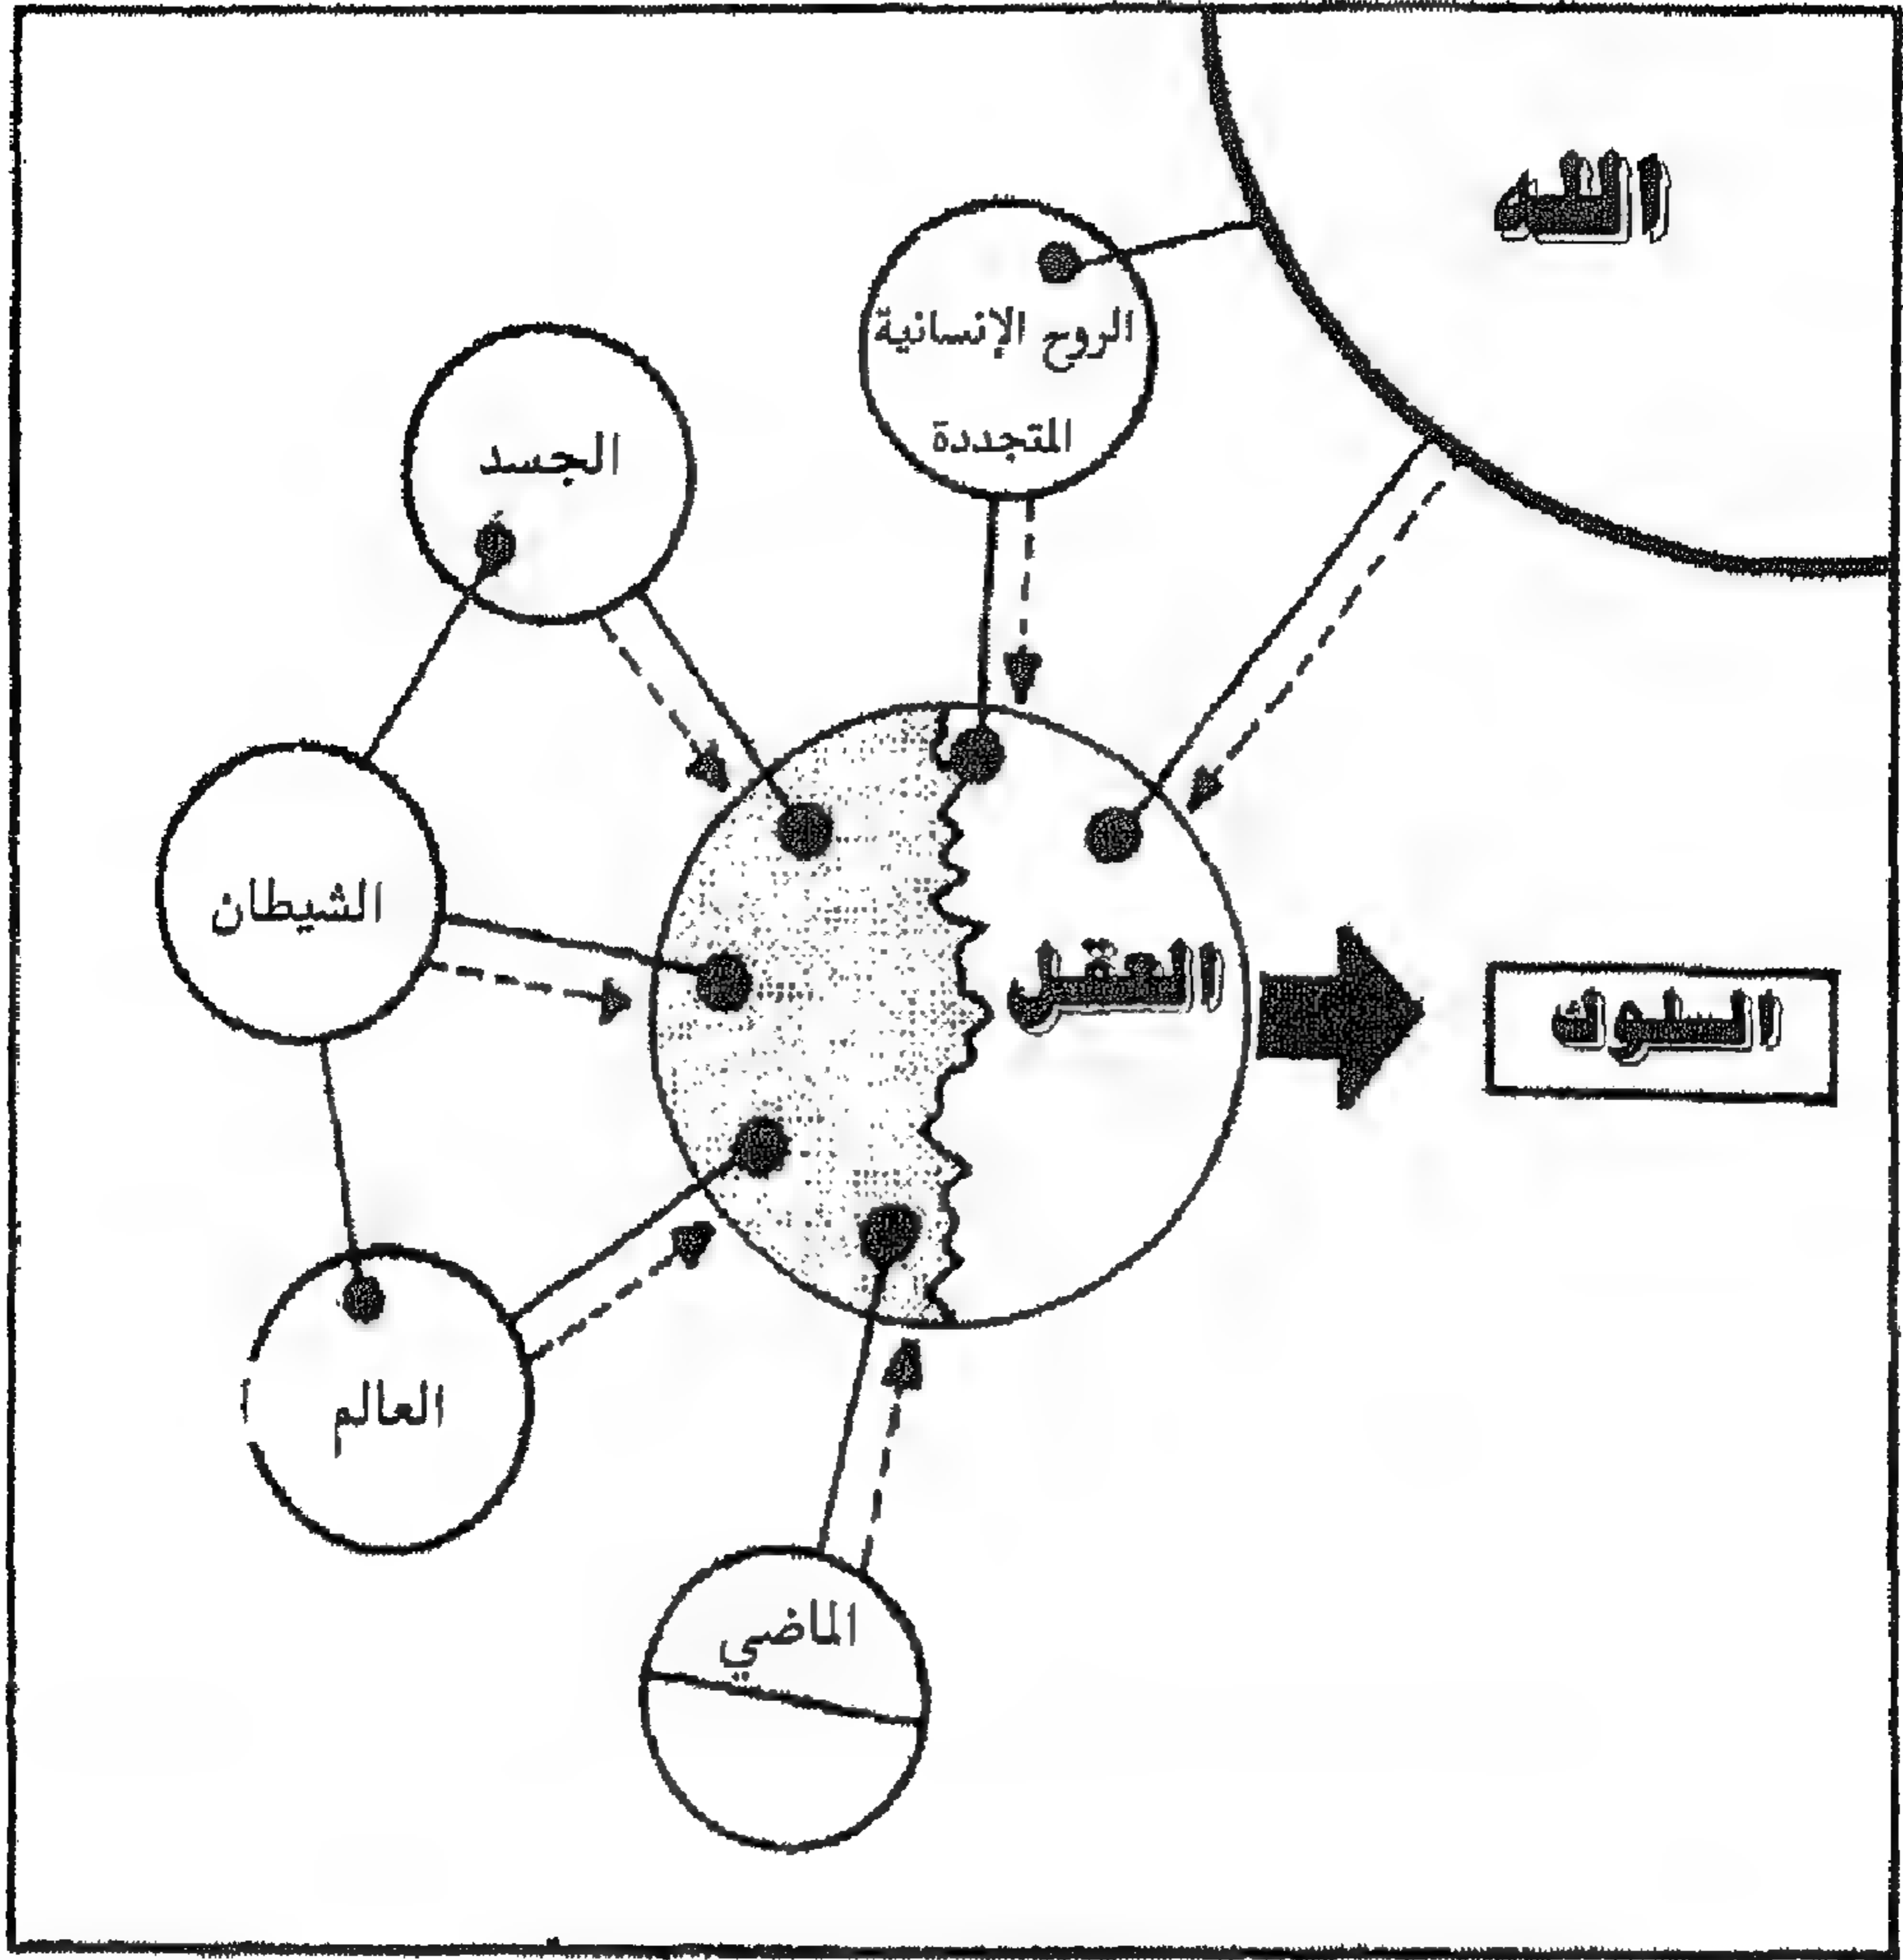 الله
الروح الإنسانية
المتجددة
الجسد
الشيطان
العقل
السلوك
العالم
الماضي